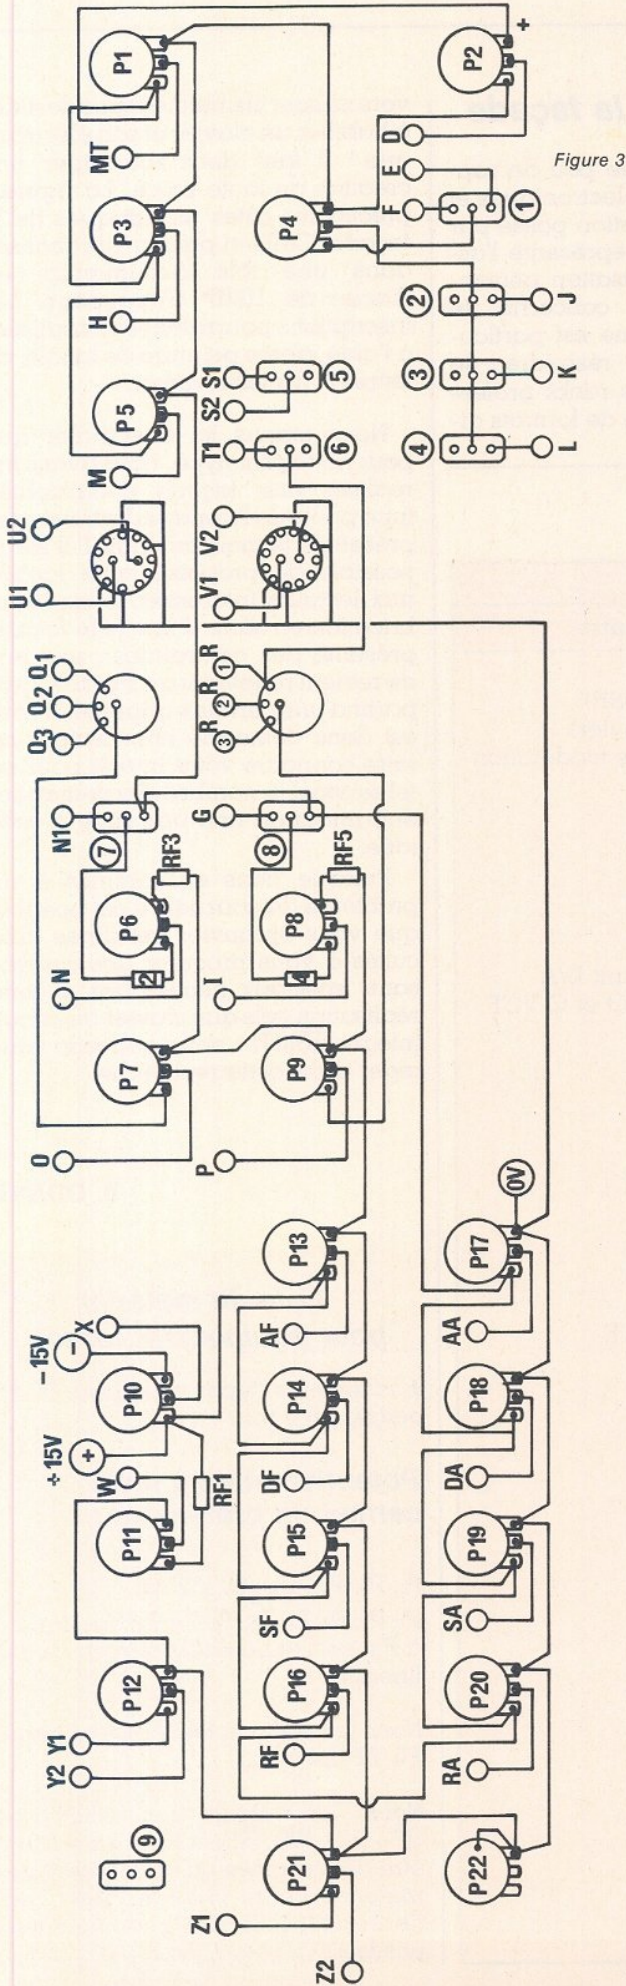 Figure 3
P12
P11
P10
P7
P6
P5
P3
P1
Y1
Y2
W
+ 15V
+
− 15V
−
X
O
N
N1
Q3
Q2
Q1
U1
U2
M
H
MT
9
7
2
RF3
RF1
P21
P16
P15
P14
P13
P9
P8
P4
Z1
Z2
RF
SF
DF
AF
P
I
G
R
3
R
2
R
1
V1
V2
T1
S2
S1
8
4
RF5
6
5
P22
P20
P19
P18
P17
P2
RA
SA
DA
AA
0V
4
3
2
1
F
E
D
+
L
K
J